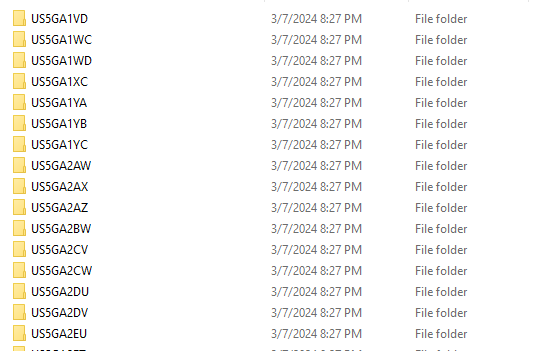 US5GA1VD 3/7/2024 8:27 PM File folder
US5GA1WC 3/7/2024 8:27 PM File folder
US5GA1WD 3/7/2024 8:27 PM File folder
US5GA1XC 3/7/2024 8:27 PM File folder
US5GA1YA 3/7/2024 8:27 PM File folder
US5GA1YB 3/7/2024 8:27 PM File folder
US5GA1YC 3/7/2024 8:27 PM File folder
US5GA2AW 3/7/2024 8:27 PM File folder
US5GA2AX 3/7/2024 8:27 PM File folder
US5GA2AZ 3/7/2024 8:27 PM File folder
US5GA2BW 3/7/2024 8:27 PM File folder
US5GA2CV 3/7/2024 8:27 PM File folder
US5GA2CW 3/7/2024 8:27 PM File folder
US5GA2DU 3/7/2024 8:27 PM File folder
US5GA2DV 3/7/2024 8:27 PM File folder
US5GA2EU 3/7/2024 8:27 PM File folder